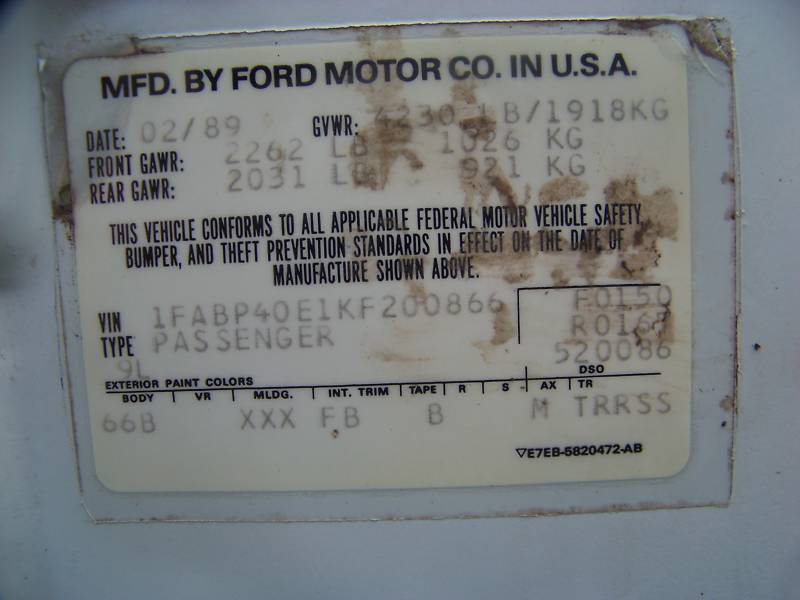 MFD. BY FORD MOTOR CO. IN U.S.A.
DATE: 02/89 GVWR: 4230 LB/1918KG
FRONT GAWR: 2262 LB 1026 KG
REAR GAWR: 2031 LB 921 KG
THIS VEHICLE CONFORMS TO ALL APPLICABLE FEDERAL MOTOR VEHICLE SAFETY,
BUMPER, AND THEFT PREVENTION STANDARDS IN EFFECT ON THE DATE OF
MANUFACTURE SHOWN ABOVE.
VIN 1FABP40E1KF200866 F0150
TYPE PASSENGER R0167
9L 520086
EXTERIOR PAINT COLORS DSO
BODY VR MLDG. INT. TRIM TAPE R S AX TR
66B XXX FB B M TRRSS
▽E7EB-5820472-AB